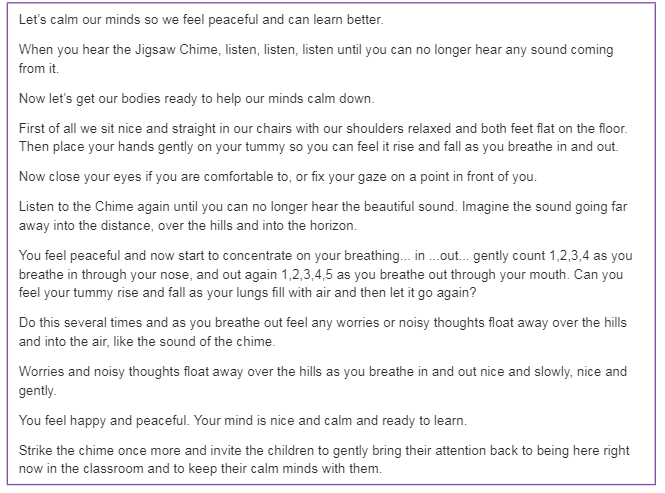 Let's calm our minds so we feel peaceful and can learn better.
When you hear the Jigsaw Chime, listen, listen, listen until you can no longer hear any sound coming
from it.
Now let's get our bodies ready to help our minds calm down.
First of all we sit nice and straight in our chairs with our shoulders relaxed and both feet flat on the floor.
Then place your hands gently on your tummy so you can feel it rise and fall as you breathe in and out.
Now close your eyes if you are comfortable to, or fix your gaze on a point in front of you.
Listen to the Chime again until you can no longer hear the beautiful sound. Imagine the sound going far
away into the distance, over the hills and into the horizon.
You feel peaceful and now start to concentrate on your breathing... in ...out... gently count 1,2,3,4 as you
breathe in through your nose, and out again 1,2,3,4,5 as you breathe out through your mouth. Can you
feel your tummy rise and fall as your lungs fill with air and then let it go again?
Do this several times and as you breathe out feel any worries or noisy thoughts float away over the hills
and into the air, like the sound of the chime.
Worries and noisy thoughts float away over the hills as you breathe in and out nice and slowly, nice and
gently.
You feel happy and peaceful. Your mind is nice and calm and ready to learn.
Strike the chime once more and invite the children to gently bring their attention back to being here right
now in the classroom and to keep their calm minds with them.